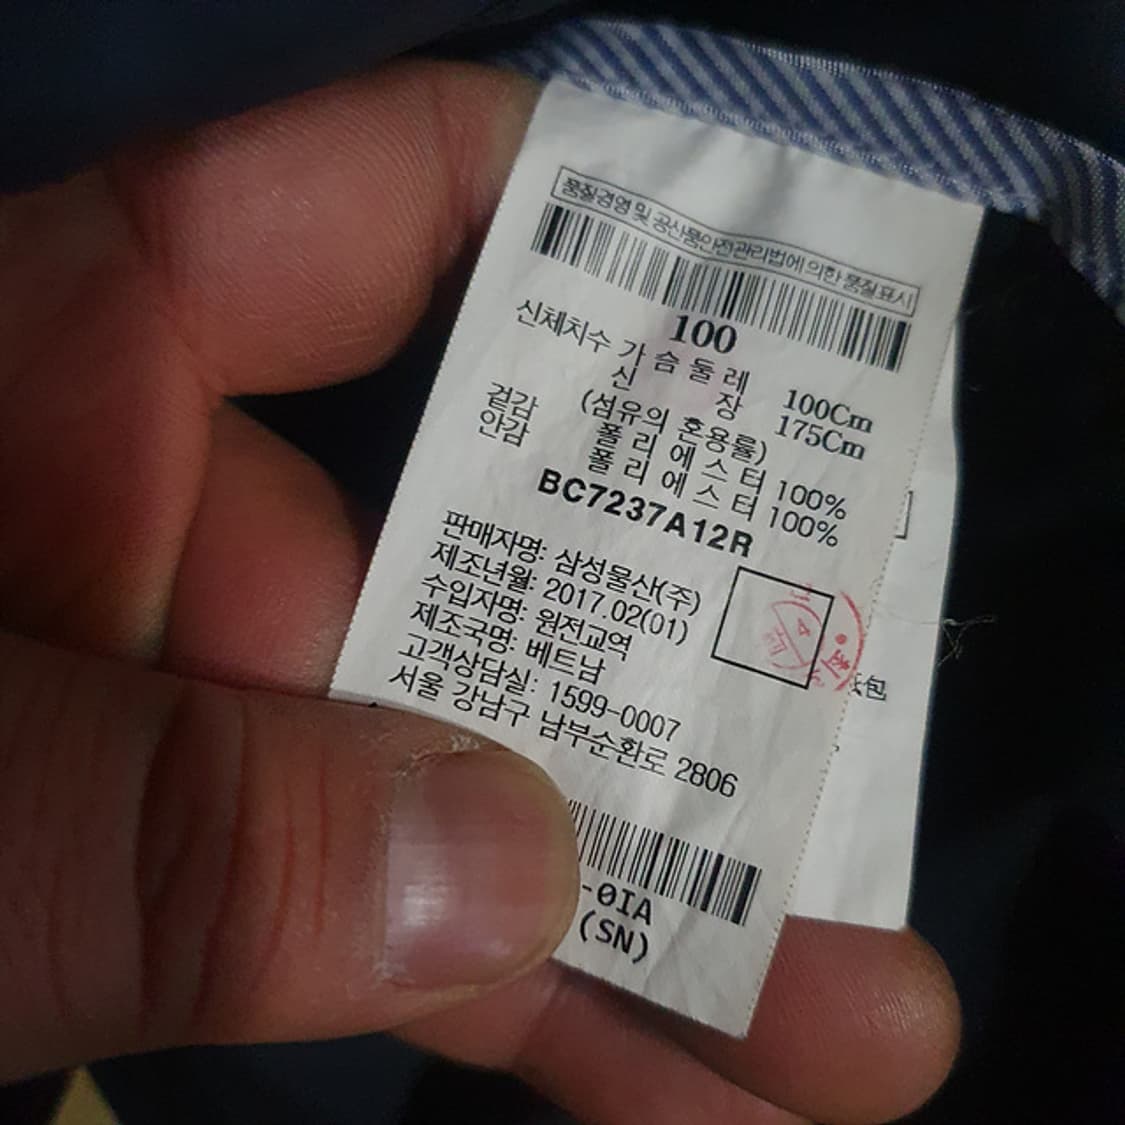 품질경영 및 공산품안전관리법에 의한 품질표시
100
신체치수 가슴둘레 100Cm
신장 175Cm
(섬유의 혼용률)
겉감 폴리에스터 100%
안감 폴리에스터 100%
BC7237A12R
판매자명: 삼성물산(주)
제조년월: 2017.02(01)
수입자명: 원전교역
제조국명: 베트남
고객상담실: 1599-0007
서울 강남구 남부순환로 2806
包
-0IA
(SN)